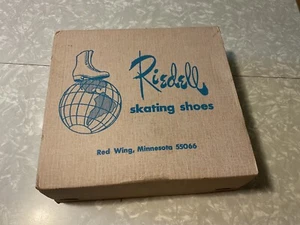 Riedell
skating shoes
Red Wing, Minnesota 55066